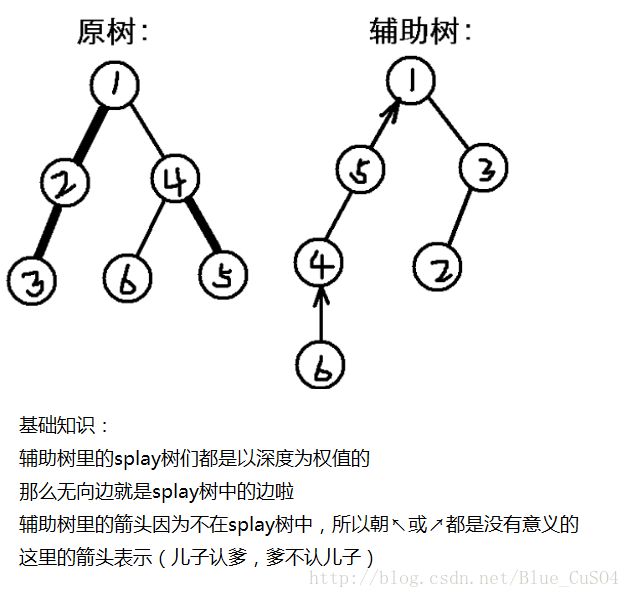 原树：
辅助树：
1
2
4
3
6
5
1
5
3
4
2
6
基础知识：
辅助树里的splay树们都是以深度为权值的
那么无向边就是splay树中的边啦
辅助树里的箭头因为不在splay树中，所以朝↖或↗都是没有意义的
这里的箭头表示（儿子认爹，爹不认儿子）
http://blog.csdn.net/Blue_CuSO4